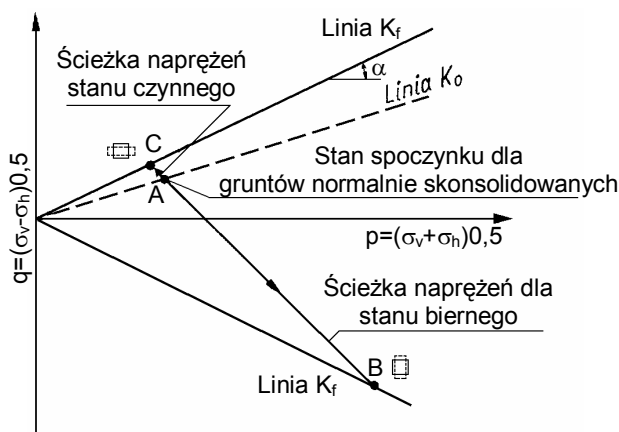 Linia Kf
Ścieżka naprężeń
stanu czynnego
α
Linia Ko
C
A
Stan spoczynku dla
gruntów normalnie skonsolidowanych
q=(σv-σh)0,5
p=(σv+σh)0,5
Ścieżka naprężeń dla
stanu biernego
B
Linia Kf